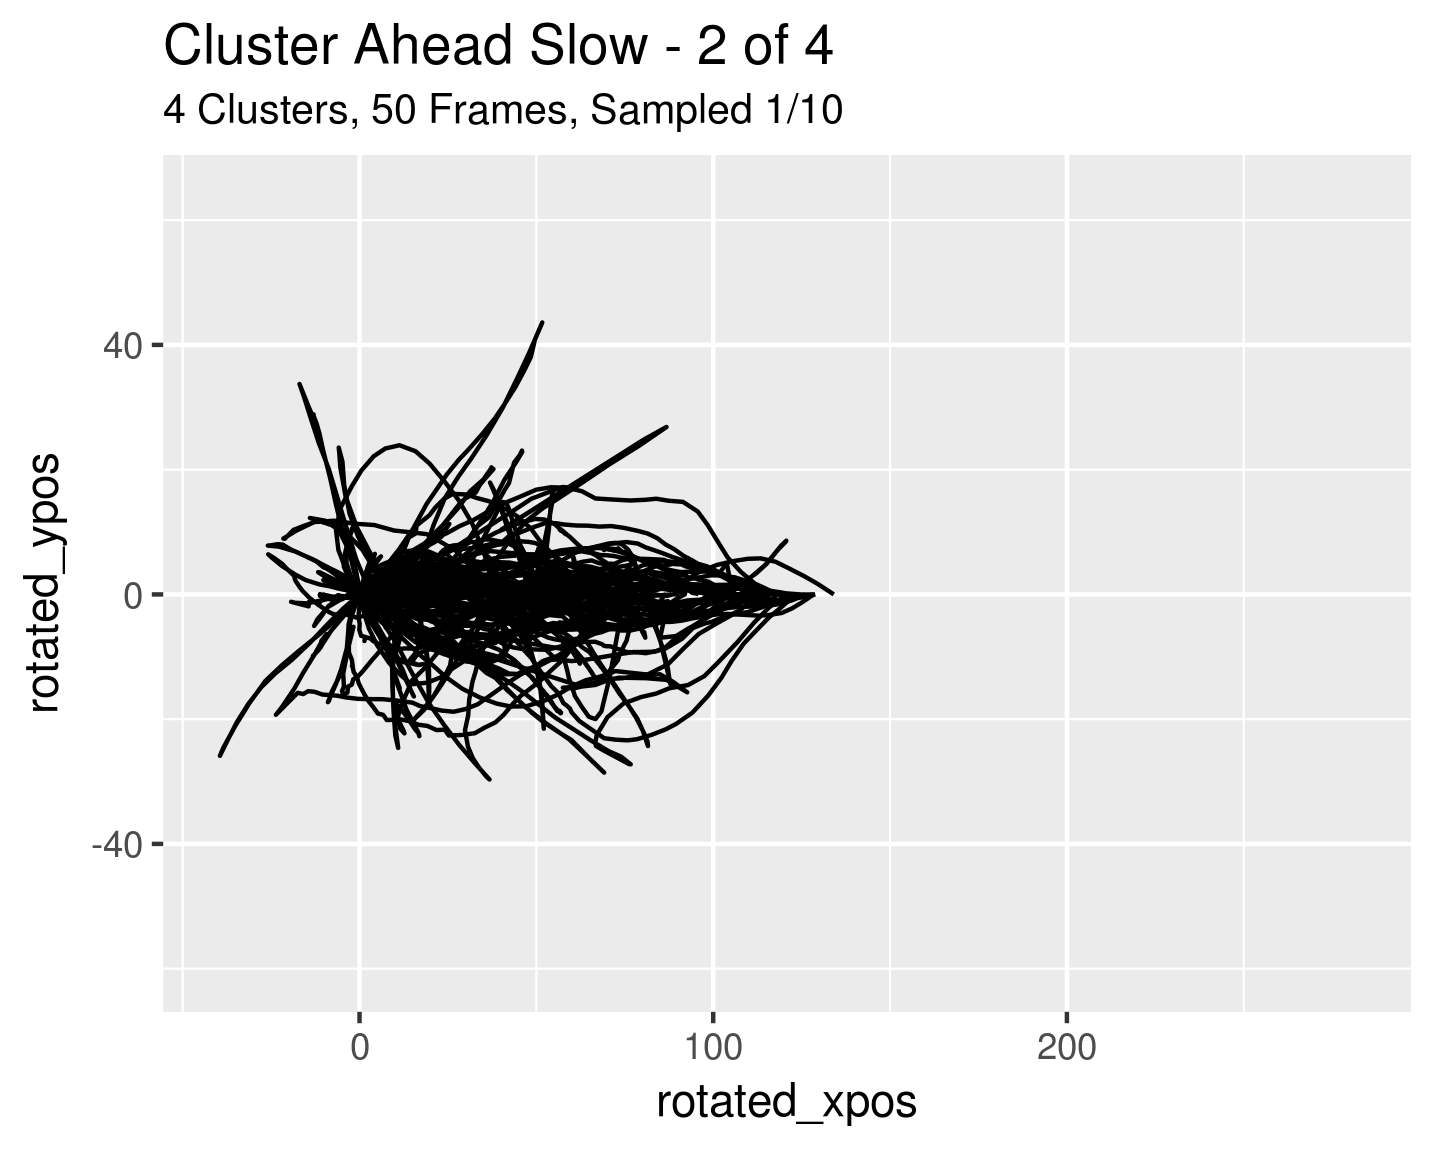 Cluster Ahead Slow - 2 of 4
4 Clusters, 50 Frames, Sampled 1/10
rotated_ypos
40
0
-40
0 100 200
rotated_xpos